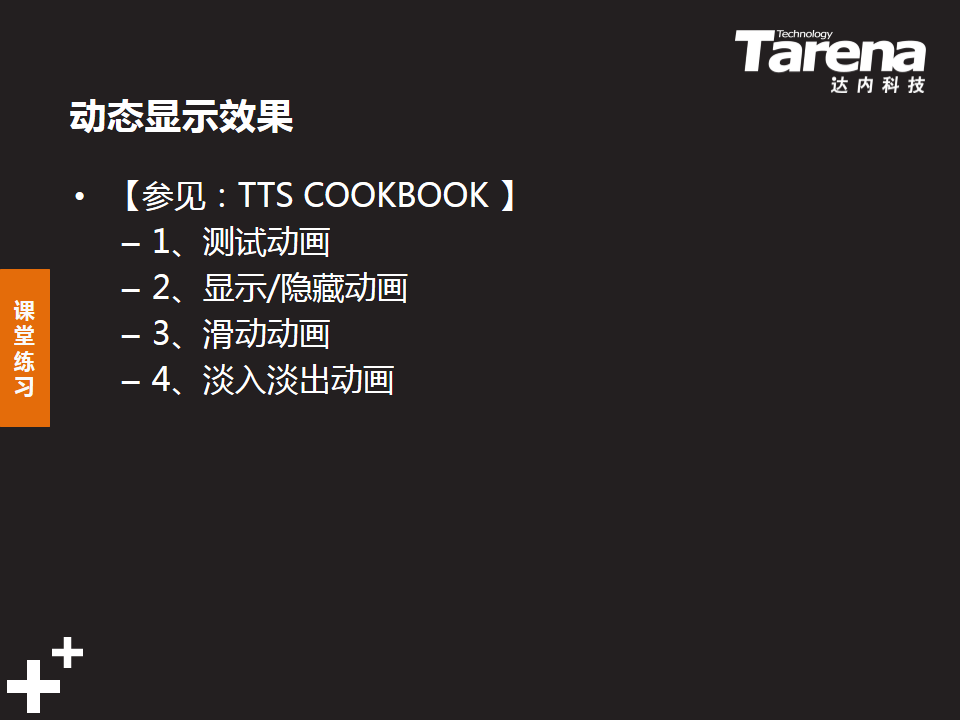 Technology
Tarena
达内科技
动态显示效果
• 【参见：TTS COOKBOOK 】
– 1、测试动画
– 2、显示/隐藏动画
– 3、滑动动画
– 4、淡入淡出动画
课
堂
练
习